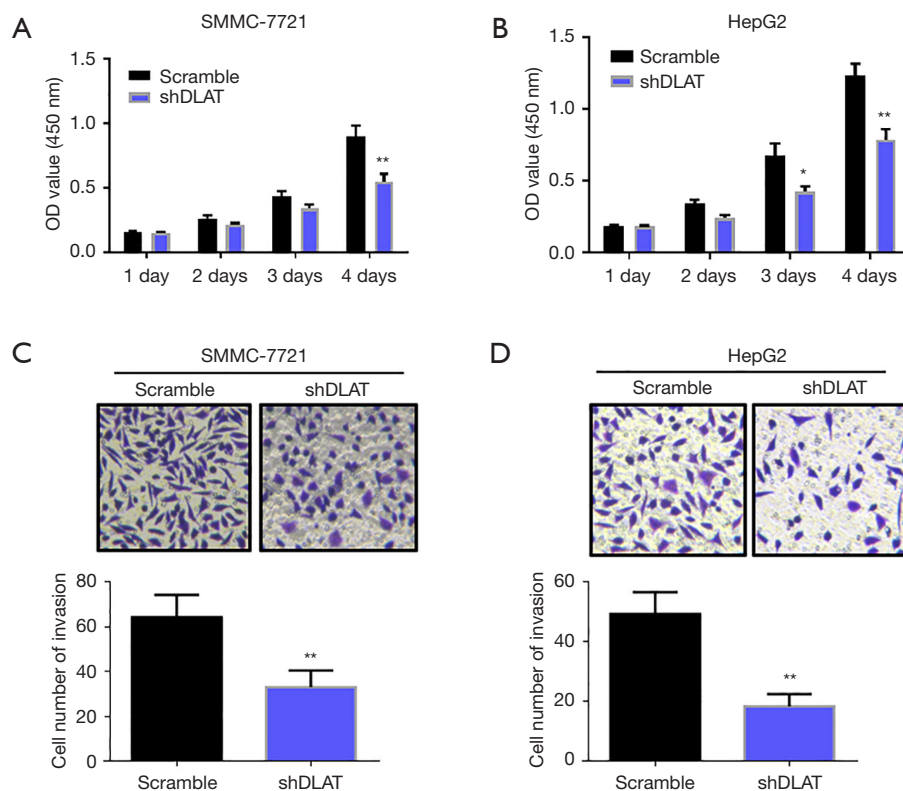 A
SMMC-7721
1.5
1.0
0.5
0.0
OD value (450 nm)
Scramble
shDLAT
**
1 day
2 days
3 days
4 days
B
HepG2
1.5
1.0
0.5
0.0
OD value (450 nm)
Scramble
shDLAT
*
**
1 day
2 days
3 days
4 days
C
SMMC-7721
Scramble
shDLAT
80
60
40
20
0
Cell number of invasion
**
Scramble
shDLAT
D
HepG2
Scramble
shDLAT
60
40
20
0
Cell number of invasion
**
Scramble
shDLAT